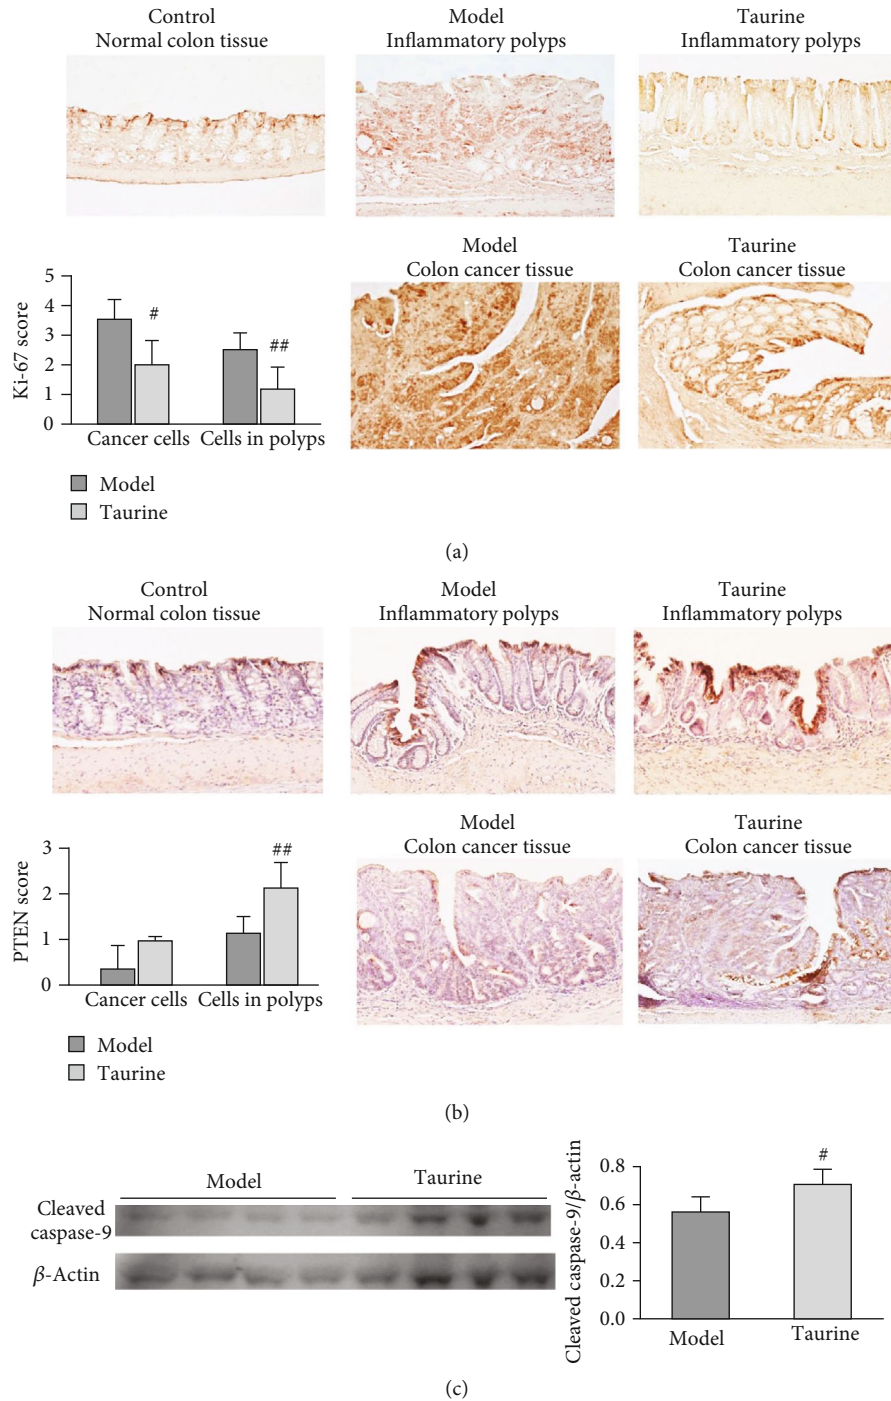 Control
Normal colon tissue
Model
Inflammatory polyps
Taurine
Inflammatory polyps
Model
Colon cancer tissue
Taurine
Colon cancer tissue
Ki-67 score
5
4
3
2
1
0
#
##
Cancer cells
Cells in polyps
Model
Taurine
(a)
Control
Normal colon tissue
Model
Inflammatory polyps
Taurine
Inflammatory polyps
Model
Colon cancer tissue
Taurine
Colon cancer tissue
PTEN score
3
2
1
0
##
Cancer cells
Cells in polyps
Model
Taurine
(b)
Model
Taurine
Cleaved
caspase-9
β-Actin
Cleaved caspase-9/β-actin
0.8
0.6
0.4
0.2
0.0
#
Model
Taurine
(c)